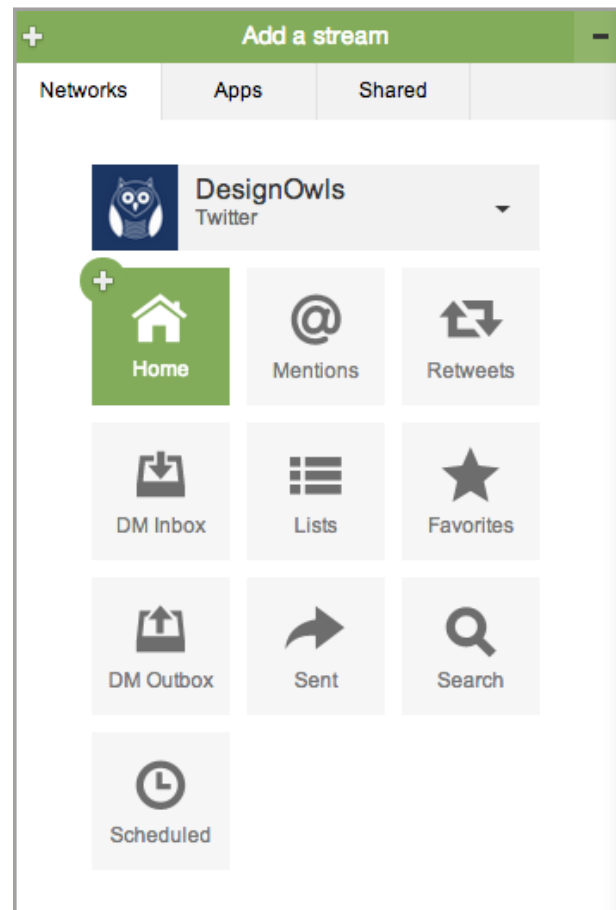 Add a stream
Networks Apps Shared
DesignOwls
Twitter
Home Mentions Retweets
DM Inbox Lists Favorites
DM Outbox Sent Search
Scheduled